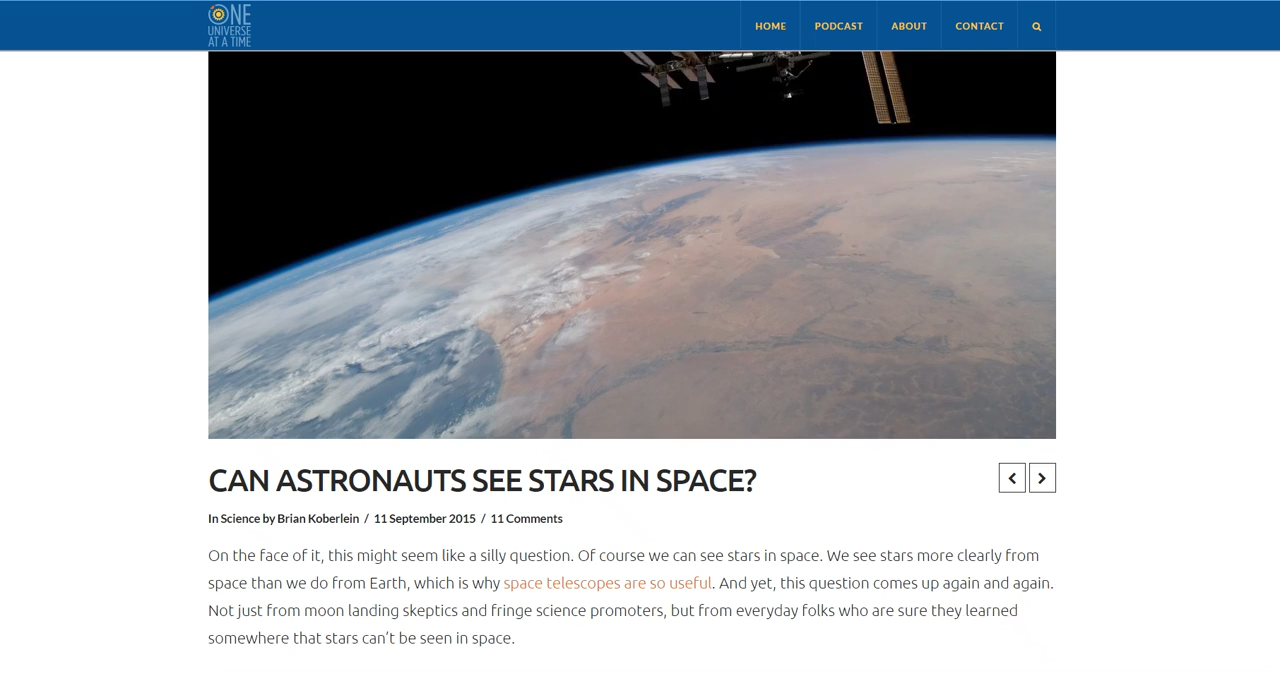 ONE
UNIVERSE
AT A TIME
HOME
PODCAST
ABOUT
CONTACT
CAN ASTRONAUTS SEE STARS IN SPACE?
In Science by Brian Koberlein / 11 September 2015 / 11 Comments
On the face of it, this might seem like a silly question. Of course we can see stars in space. We see stars more clearly from
space than we do from Earth, which is why space telescopes are so useful. And yet, this question comes up again and again.
Not just from moon landing skeptics and fringe science promoters, but from everyday folks who are sure they learned
somewhere that stars can’t be seen in space.